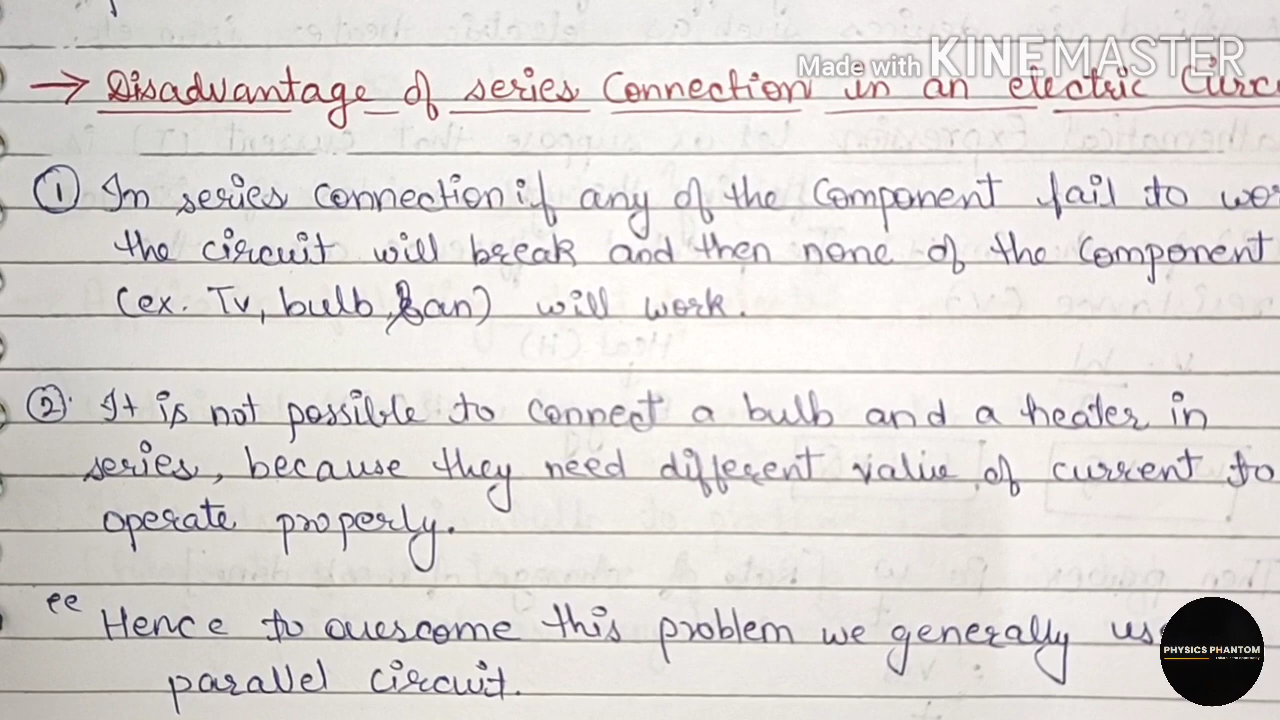 Made with KINEMASTER
→ Disadvantage of series Connection in an electric Circ
① In series connection if any of the Component fail to wor
the circuit will break and then none of the Component
(ex. Tv, bulb, fan) will work.
②. It is not possible to connect a bulb and a heater in
series, because they need different value of current to
operate properly.
Hence to overcome this problem we generally us
parallel circuit.
PHYSICS PHANTOM